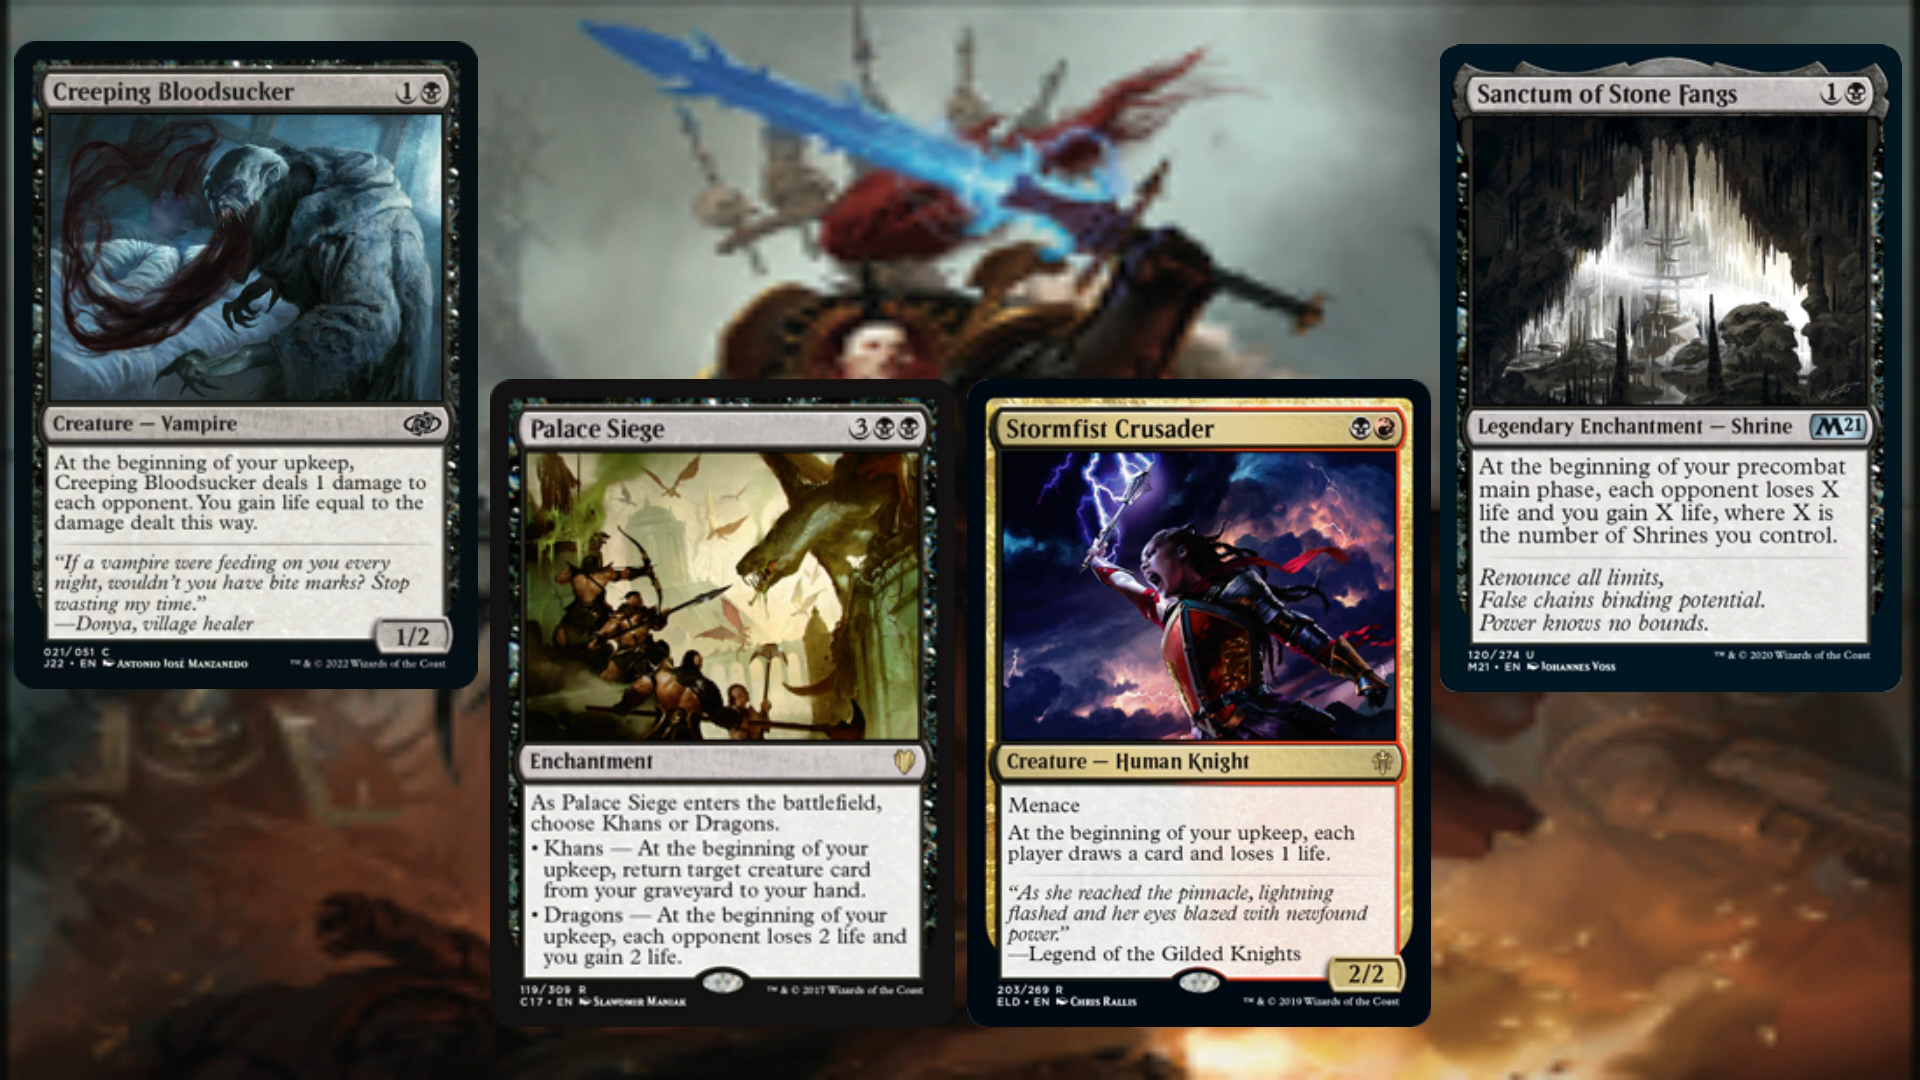 Creeping Bloodsucker 1
Creature — Vampire
At the beginning of your upkeep,
Creeping Bloodsucker deals 1 damage to
each opponent. You gain life equal to the
damage dealt this way.
“If a vampire were feeding on you every
night, wouldn’t you have bite marks? Stop
wasting my time.”
—Donya, village healer
1/2
021/051 C
J22 • EN Antonio José Manzanedo
™ & © 2022 Wizards of the Coast
Palace Siege 3
Enchantment
As Palace Siege enters the battlefield,
choose Khans or Dragons.
• Khans — At the beginning of your
upkeep, return target creature card
from your graveyard to your hand.
• Dragons — At the beginning of your
upkeep, each opponent loses 2 life and
you gain 2 life.
119/309 R
C17 • EN Slawomir Maniak
™ & © 2017 Wizards of the Coast
Stormfist Crusader
Creature — Human Knight
Menace
At the beginning of your upkeep, each
player draws a card and loses 1 life.
“As she reached the pinnacle, lightning
flashed and her eyes blazed with newfound
power.”
—Legend of the Gilded Knights
2/2
203/269 R
ELD • EN Chris Rallis
™ & © 2019 Wizards of the Coast
Sanctum of Stone Fangs 1
Legendary Enchantment — Shrine
M21
At the beginning of your precombat
main phase, each opponent loses X
life and you gain X life, where X is
the number of Shrines you control.
Renounce all limits,
False chains binding potential.
Power knows no bounds.
120/274 U
M21 • EN Johannes Voss
™ & © 2020 Wizards of the Coast